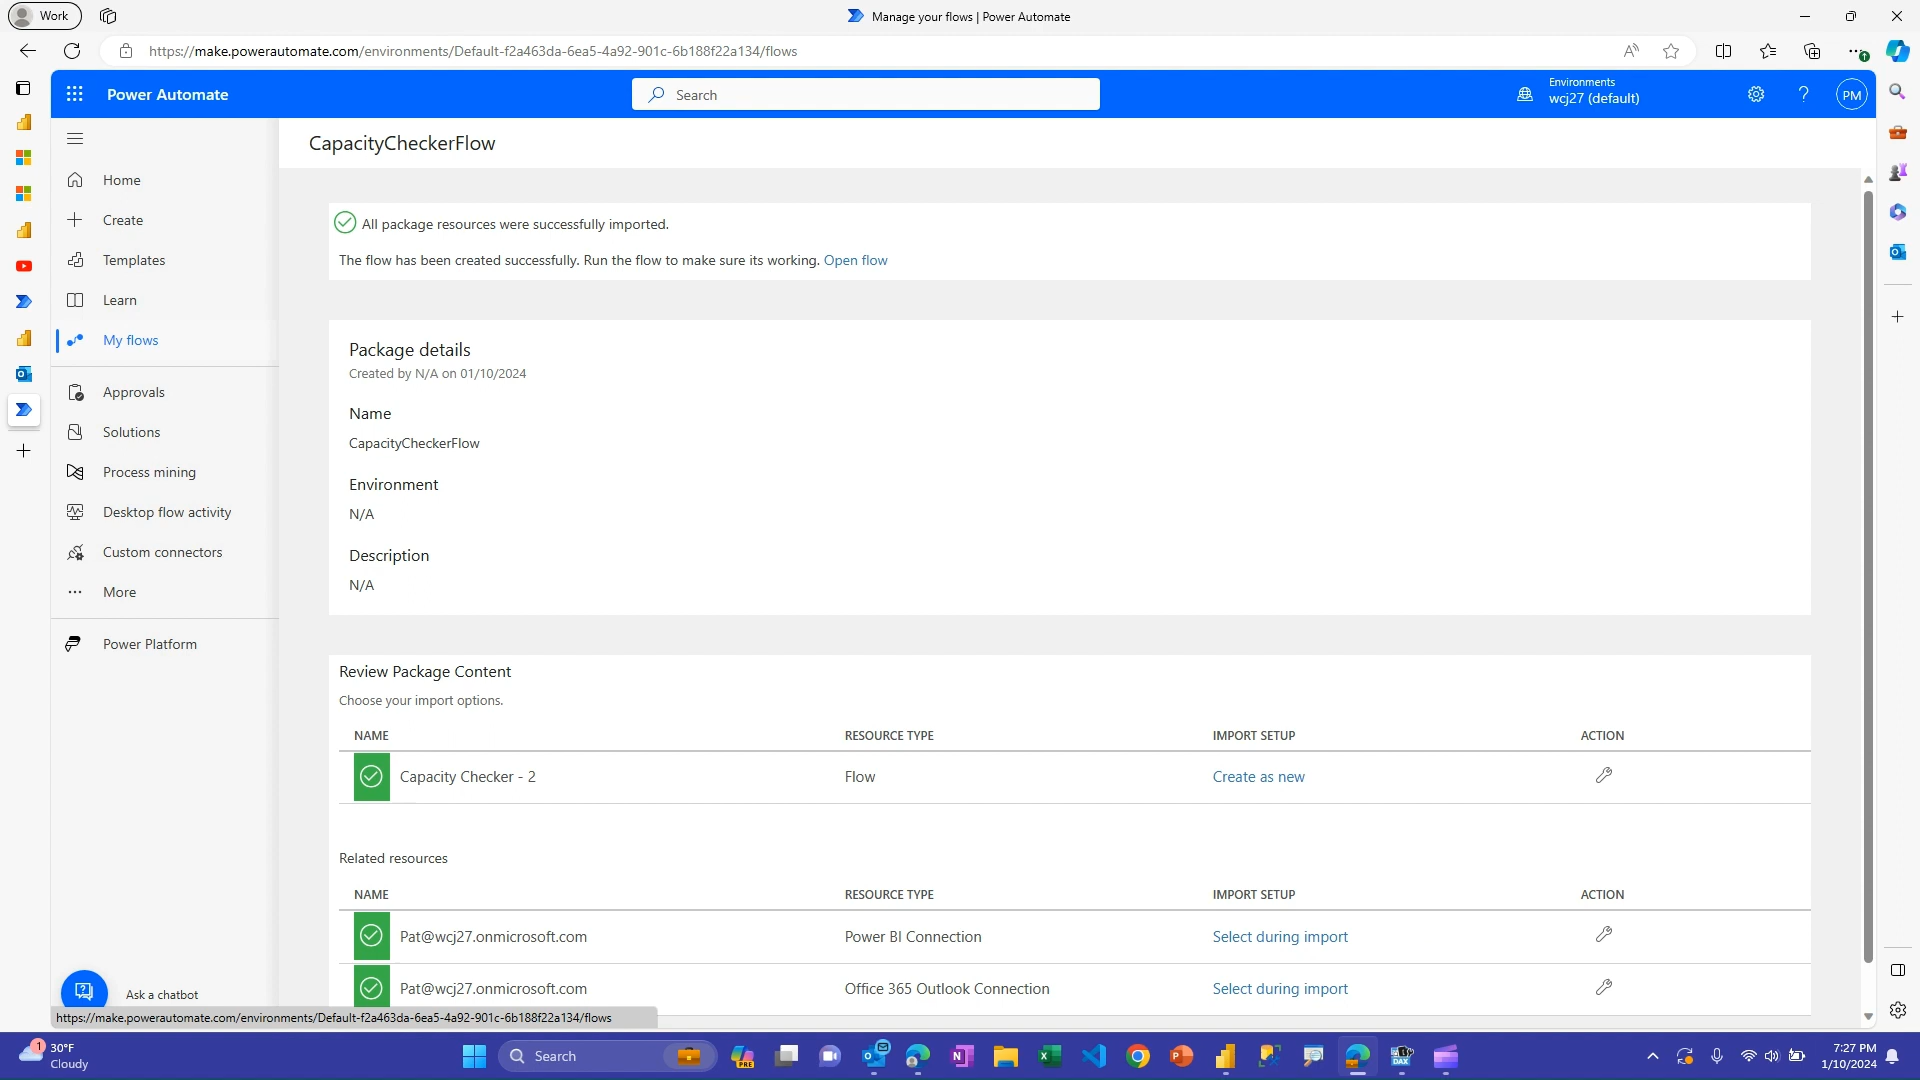 Work
Manage your flows | Power Automate
https://make.powerautomate.com/environments/Default-f2a463da-6ea5-4a92-901c-6b188f22a134/flows
Power Automate
Search
Environments
wcj27 (default)
PM
CapacityCheckerFlow
Home
Create
Templates
Learn
My flows
Approvals
Solutions
Process mining
Desktop flow activity
Custom connectors
More
Power Platform
All package resources were successfully imported.
The flow has been created successfully. Run the flow to make sure its working. Open flow
Package details
Created by N/A on 01/10/2024
Name
CapacityCheckerFlow
Environment
N/A
Description
N/A
Review Package Content
Choose your import options.
NAME RESOURCE TYPE IMPORT SETUP ACTION
Capacity Checker - 2 Flow Create as new
Related resources
NAME RESOURCE TYPE IMPORT SETUP ACTION
Pat@wcj27.onmicrosoft.com Power BI Connection Select during import
Pat@wcj27.onmicrosoft.com Office 365 Outlook Connection Select during import
Ask a chatbot
https://make.powerautomate.com/environments/Default-f2a463da-6ea5-4a92-901c-6b188f22a134/flows
1
30°F
Cloudy
Search
PRE
DAX
7:27 PM
1/10/2024